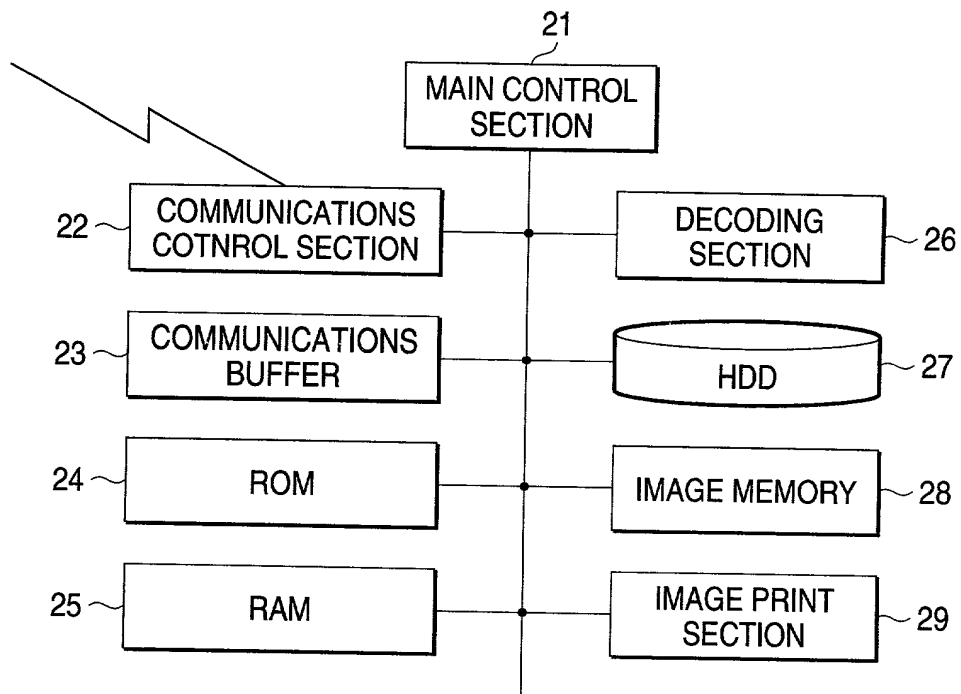 21
MAIN CONTROL
SECTION
22
COMMUNICATIONS
COTNROL SECTION
DECODING
SECTION
26
23
COMMUNICATIONS
BUFFER
HDD
27
24
ROM
IMAGE MEMORY
28
25
RAM
IMAGE PRINT
SECTION
29